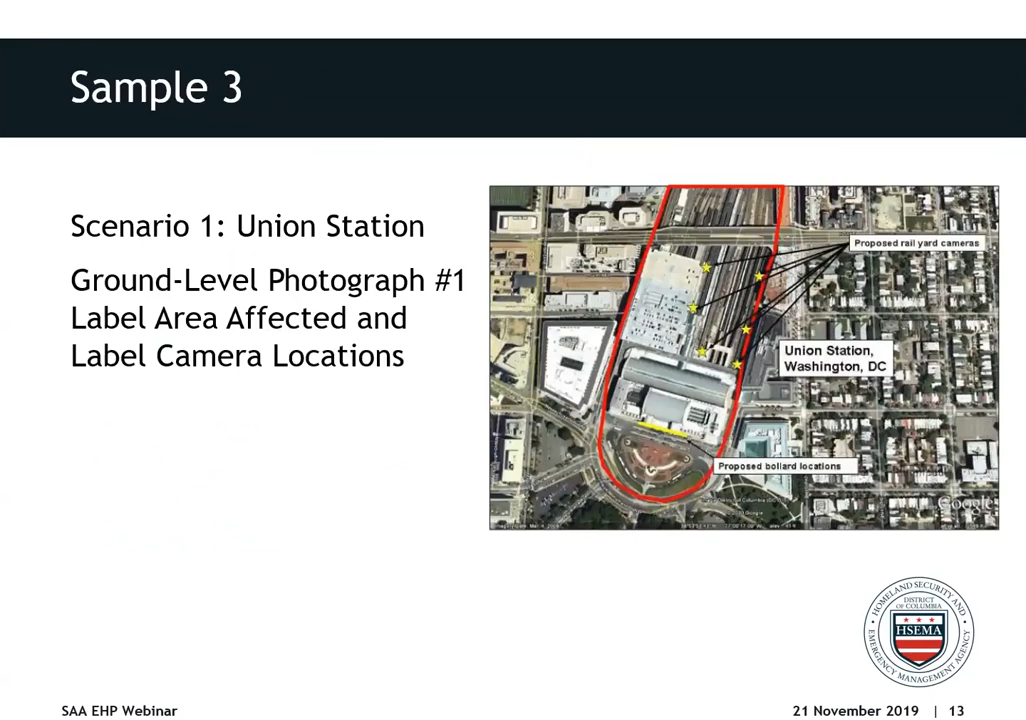 Sample 3
Scenario 1: Union Station
Ground-Level Photograph #1
Label Area Affected and
Label Camera Locations
Proposed rail yard cameras
Union Station,
Washington, DC
Proposed bollard locations
Google
HOMELAND SECURITY AND
EMERGENCY MANAGEMENT AGENCY
DISTRICT
OF COLUMBIA
HSEMA
SAA EHP Webinar
21 November 2019 | 13